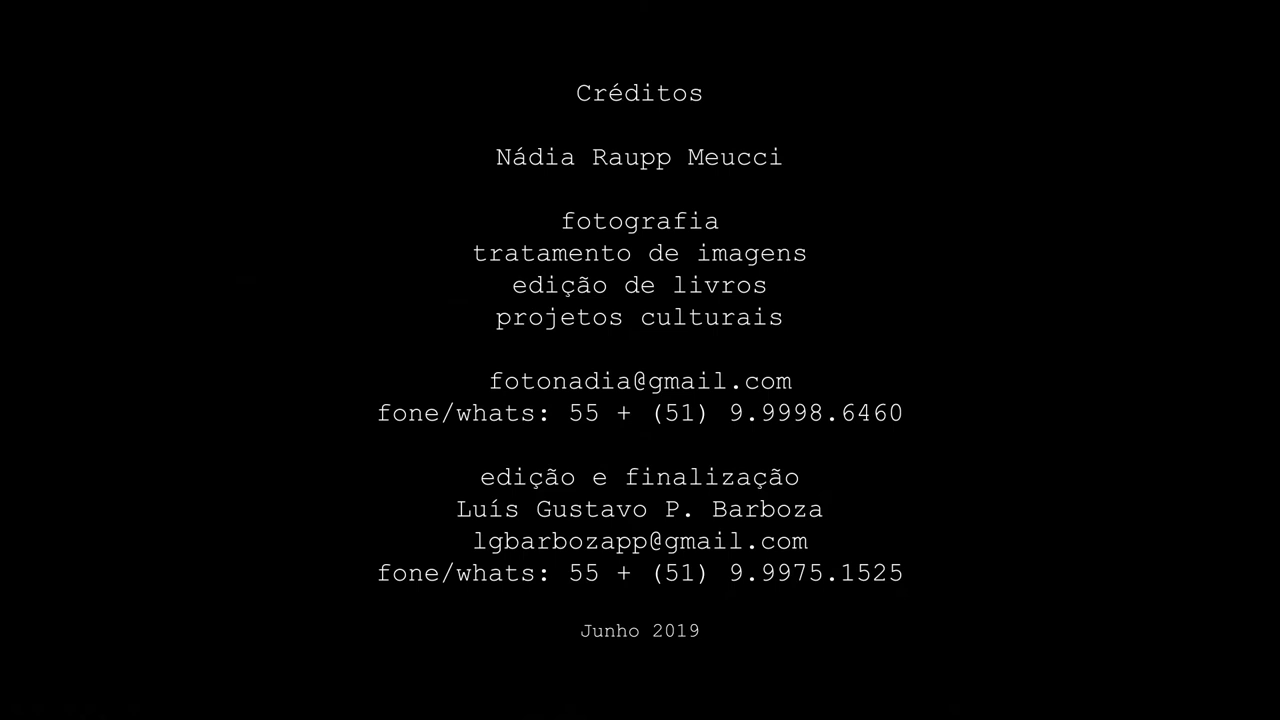 Créditos
Nádia Raupp Meucci
fotografia
tratamento de imagens
edição de livros
projetos culturais
fotonadia@gmail.com
fone/whats: 55 + (51) 9.9998.6460
edição e finalização
Luís Gustavo P. Barboza
lgbarbozapp@gmail.com
fone/whats: 55 + (51) 9.9975.1525
Junho 2019